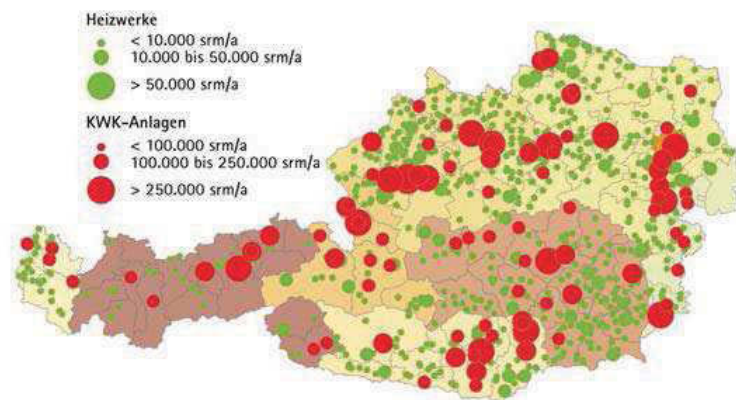 Heizwerke
< 10.000 srm/a
10.000 bis 50.000 srm/a
> 50.000 srm/a
KWK-Anlagen
< 100.000 srm/a
100.000 bis 250.000 srm/a
> 250.000 srm/a